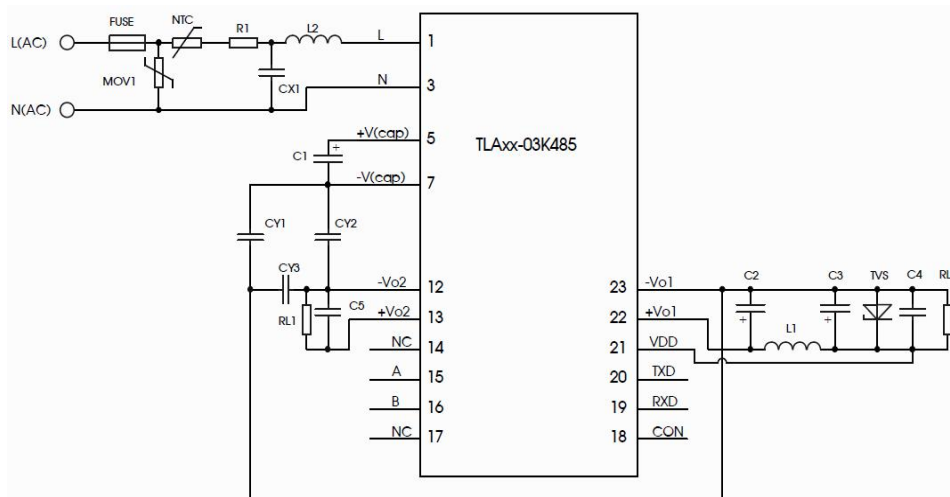 FUSE NTC R1 L2 L
L(AC)
1
MOV1 CX1 N
3
N(AC)
+V(cap)
5
TLAxx-03K485
C1 +
-V(cap)
7
CY1 CY2
CY3 -Vo2 12 23 -Vo1 C2 C3 TVS C4 RL
RL1 C5 +Vo2 13 22 +Vo1 + + L1
NC 14 21 VDD
A 15 20 TXD
B 16 19 RXD
NC 17 18 CON